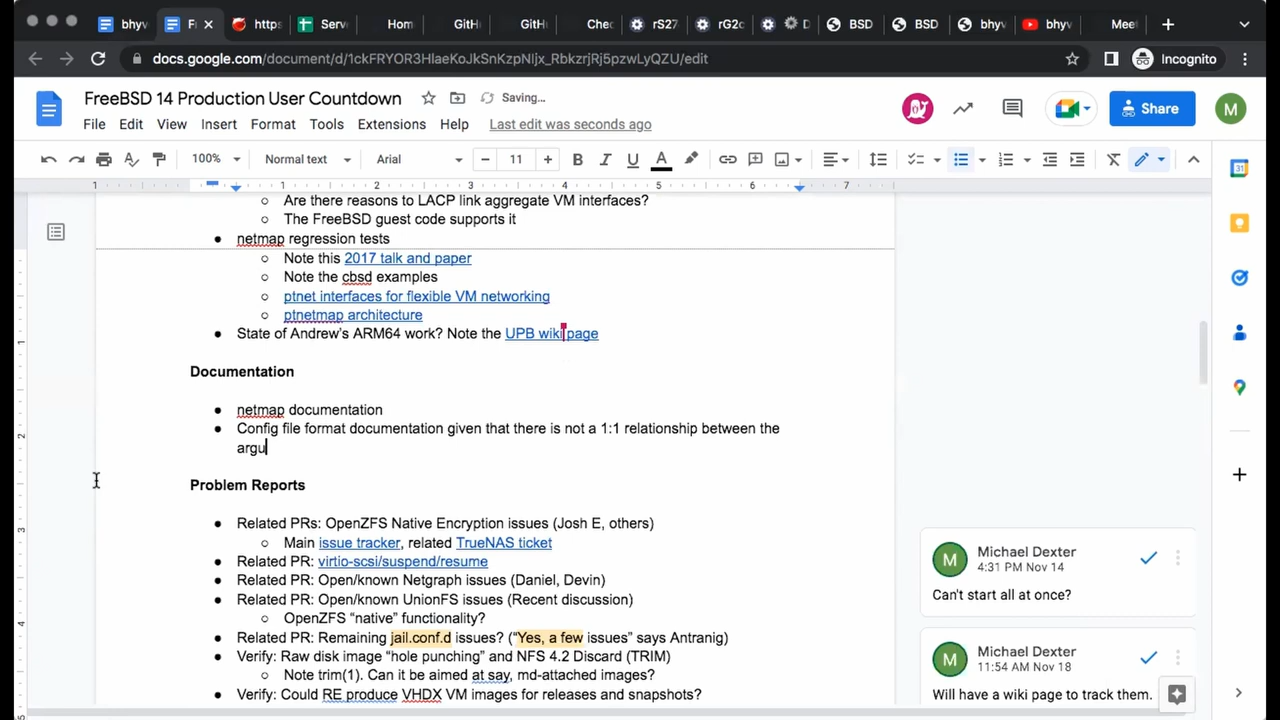 bhyv
F
https
Serv
Hom
GitH
GitH
Chec
rS27
rG2c
BSD
BSD
bhyv
bhyv
Meet
docs.google.com/document/d/1ckFRYOR3HlaeKoJkSnKzpNIjx_RbkzrjRj5pzwLyQZU/edit
Incognito
FreeBSD 14 Production User Countdown
Saving…
Share
M
File Edit View Insert Format Tools Extensions Help Last edit was seconds ago
100% Normal text Arial 11 B I U A
1 1 2 3 4 5 6 7
Are there reasons to LACP link aggregate VM interfaces?
The FreeBSD guest code supports it
netmap regression tests
Note this 2017 talk and paper
Note the cbsd examples
ptnet interfaces for flexible VM networking
ptnetmap architecture
State of Andrew's ARM64 work? Note the UPB wiki page
Documentation
netmap documentation
Config file format documentation given that there is not a 1:1 relationship between the
argu
Problem Reports
Related PRs: OpenZFS Native Encryption issues (Josh E, others)
Main issue tracker, related TrueNAS ticket
Related PR: virtio-scsi/suspend/resume
Related PR: Open/known Netgraph issues (Daniel, Devin)
Related PR: Open/known UnionFS issues (Recent discussion)
OpenZFS “native” functionality?
Related PR: Remaining jail.conf.d issues? (“Yes, a few issues” says Antranig)
Verify: Raw disk image “hole punching” and NFS 4.2 Discard (TRIM)
Note trim(1). Can it be aimed at say, md-attached images?
Verify: Could RE produce VHDX VM images for releases and snapshots?
M
Michael Dexter
4:31 PM Nov 14
Can't start all at once?
M
Michael Dexter
11:54 AM Nov 18
Will have a wiki page to track them.